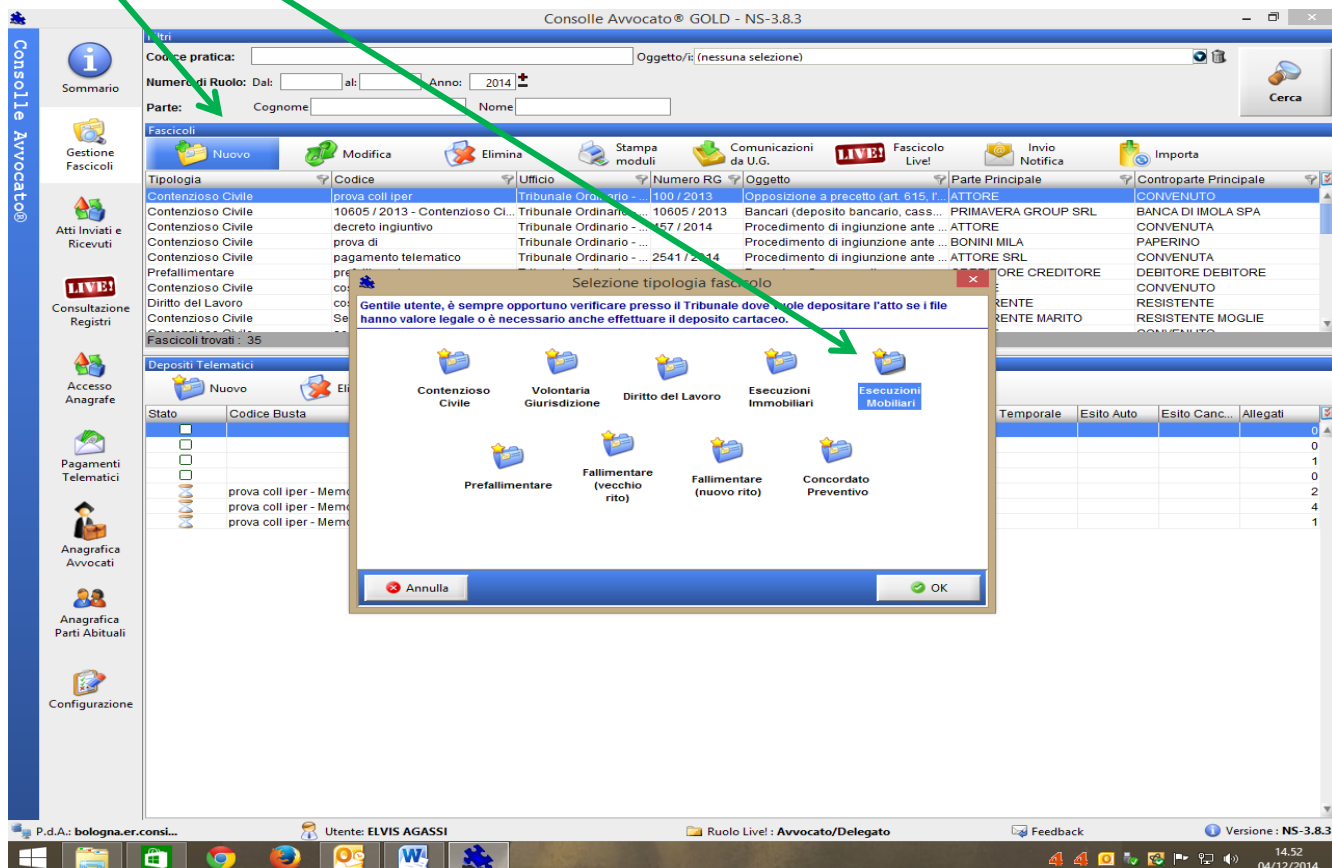 Consolle Avvocato® GOLD - NS-3.8.3
Consolle Avvocato®
Filtri
Codice pratica:
Oggetto/i: (nessuna selezione)
Numero di Ruolo: Dal: al: Anno: 2014
Parte: Cognome Nome
Cerca
Sommario
Gestione
Fascicoli
Atti Inviati e
Ricevuti
LIVE!
Consultazione
Registri
Accesso
Anagrafe
Pagamenti
Telematici
Anagrafica
Avvocati
Anagrafica
Parti Abituali
Configurazione
Fascicoli
Nuovo
Modifica
Elimina
Stampa
moduli
Comunicazioni
da U.G.
LIVE!
Fascicolo
Live!
Invio
Notifica
Importa
Tipologia Codice Ufficio Numero RG Oggetto Parte Principale Controparte Principale
Contenzioso Civile prova coll iper Tribunale Ordinario - ... 100 / 2013 Opposizione a precetto (art. 615, l'... ATTORE CONVENUTO
Contenzioso Civile 10605 / 2013 - Contenzioso Ci... Tribunale Ordinario - ... 10605 / 2013 Bancari (deposito bancario, cass... PRIMAVERA GROUP SRL BANCA DI IMOLA SPA
Contenzioso Civile decreto ingiuntivo Tribunale Ordinario - ... 457 / 2014 Procedimento di ingiunzione ante ... ATTORE CONVENUTA
Contenzioso Civile prova di Tribunale Ordinario - ... Procedimento di ingiunzione ante ... BONINI MILA PAPERINO
Contenzioso Civile pagamento telematico Tribunale Ordinario - ... 2541 / 2014 Procedimento di ingiunzione ante ... ATTORE SRL CONVENUTA
Prefallimentare CREDITORE DEBITORE DEBITORE
Contenzioso Civile CONVENUTO
Diritto del Lavoro RESISTENTE
Contenzioso Civile MARITO RESISTENTE MOGLIE
Fascicoli trovati : 35
Selezione tipologia fascicolo
Gentile utente, è sempre opportuno verificare presso il Tribunale dove vuole depositare l'atto se i file
hanno valore legale o è necessario anche effettuare il deposito cartaceo.
Contenzioso
Civile
Volontaria
Giurisdizione
Diritto del Lavoro
Esecuzioni
Immobiliari
Esecuzioni
Mobiliari
Prefallimentare
Fallimentare
(vecchio
rito)
Fallimentare
(nuovo rito)
Concordato
Preventivo
Annulla
OK
Depositi Telematici
Nuovo
Stato Codice Busta Temporale Esito Auto Esito Canc... Allegati
0
0
1
0
prova coll iper - Memo 2
prova coll iper - Memo 4
prova coll iper - Memo 1
P.d.A.: bologna.er.consi... Utente: ELVIS AGASSI Ruolo Live! : Avvocato/Delegato Feedback Versione : NS-3.8.3
14.52
04/12/2014